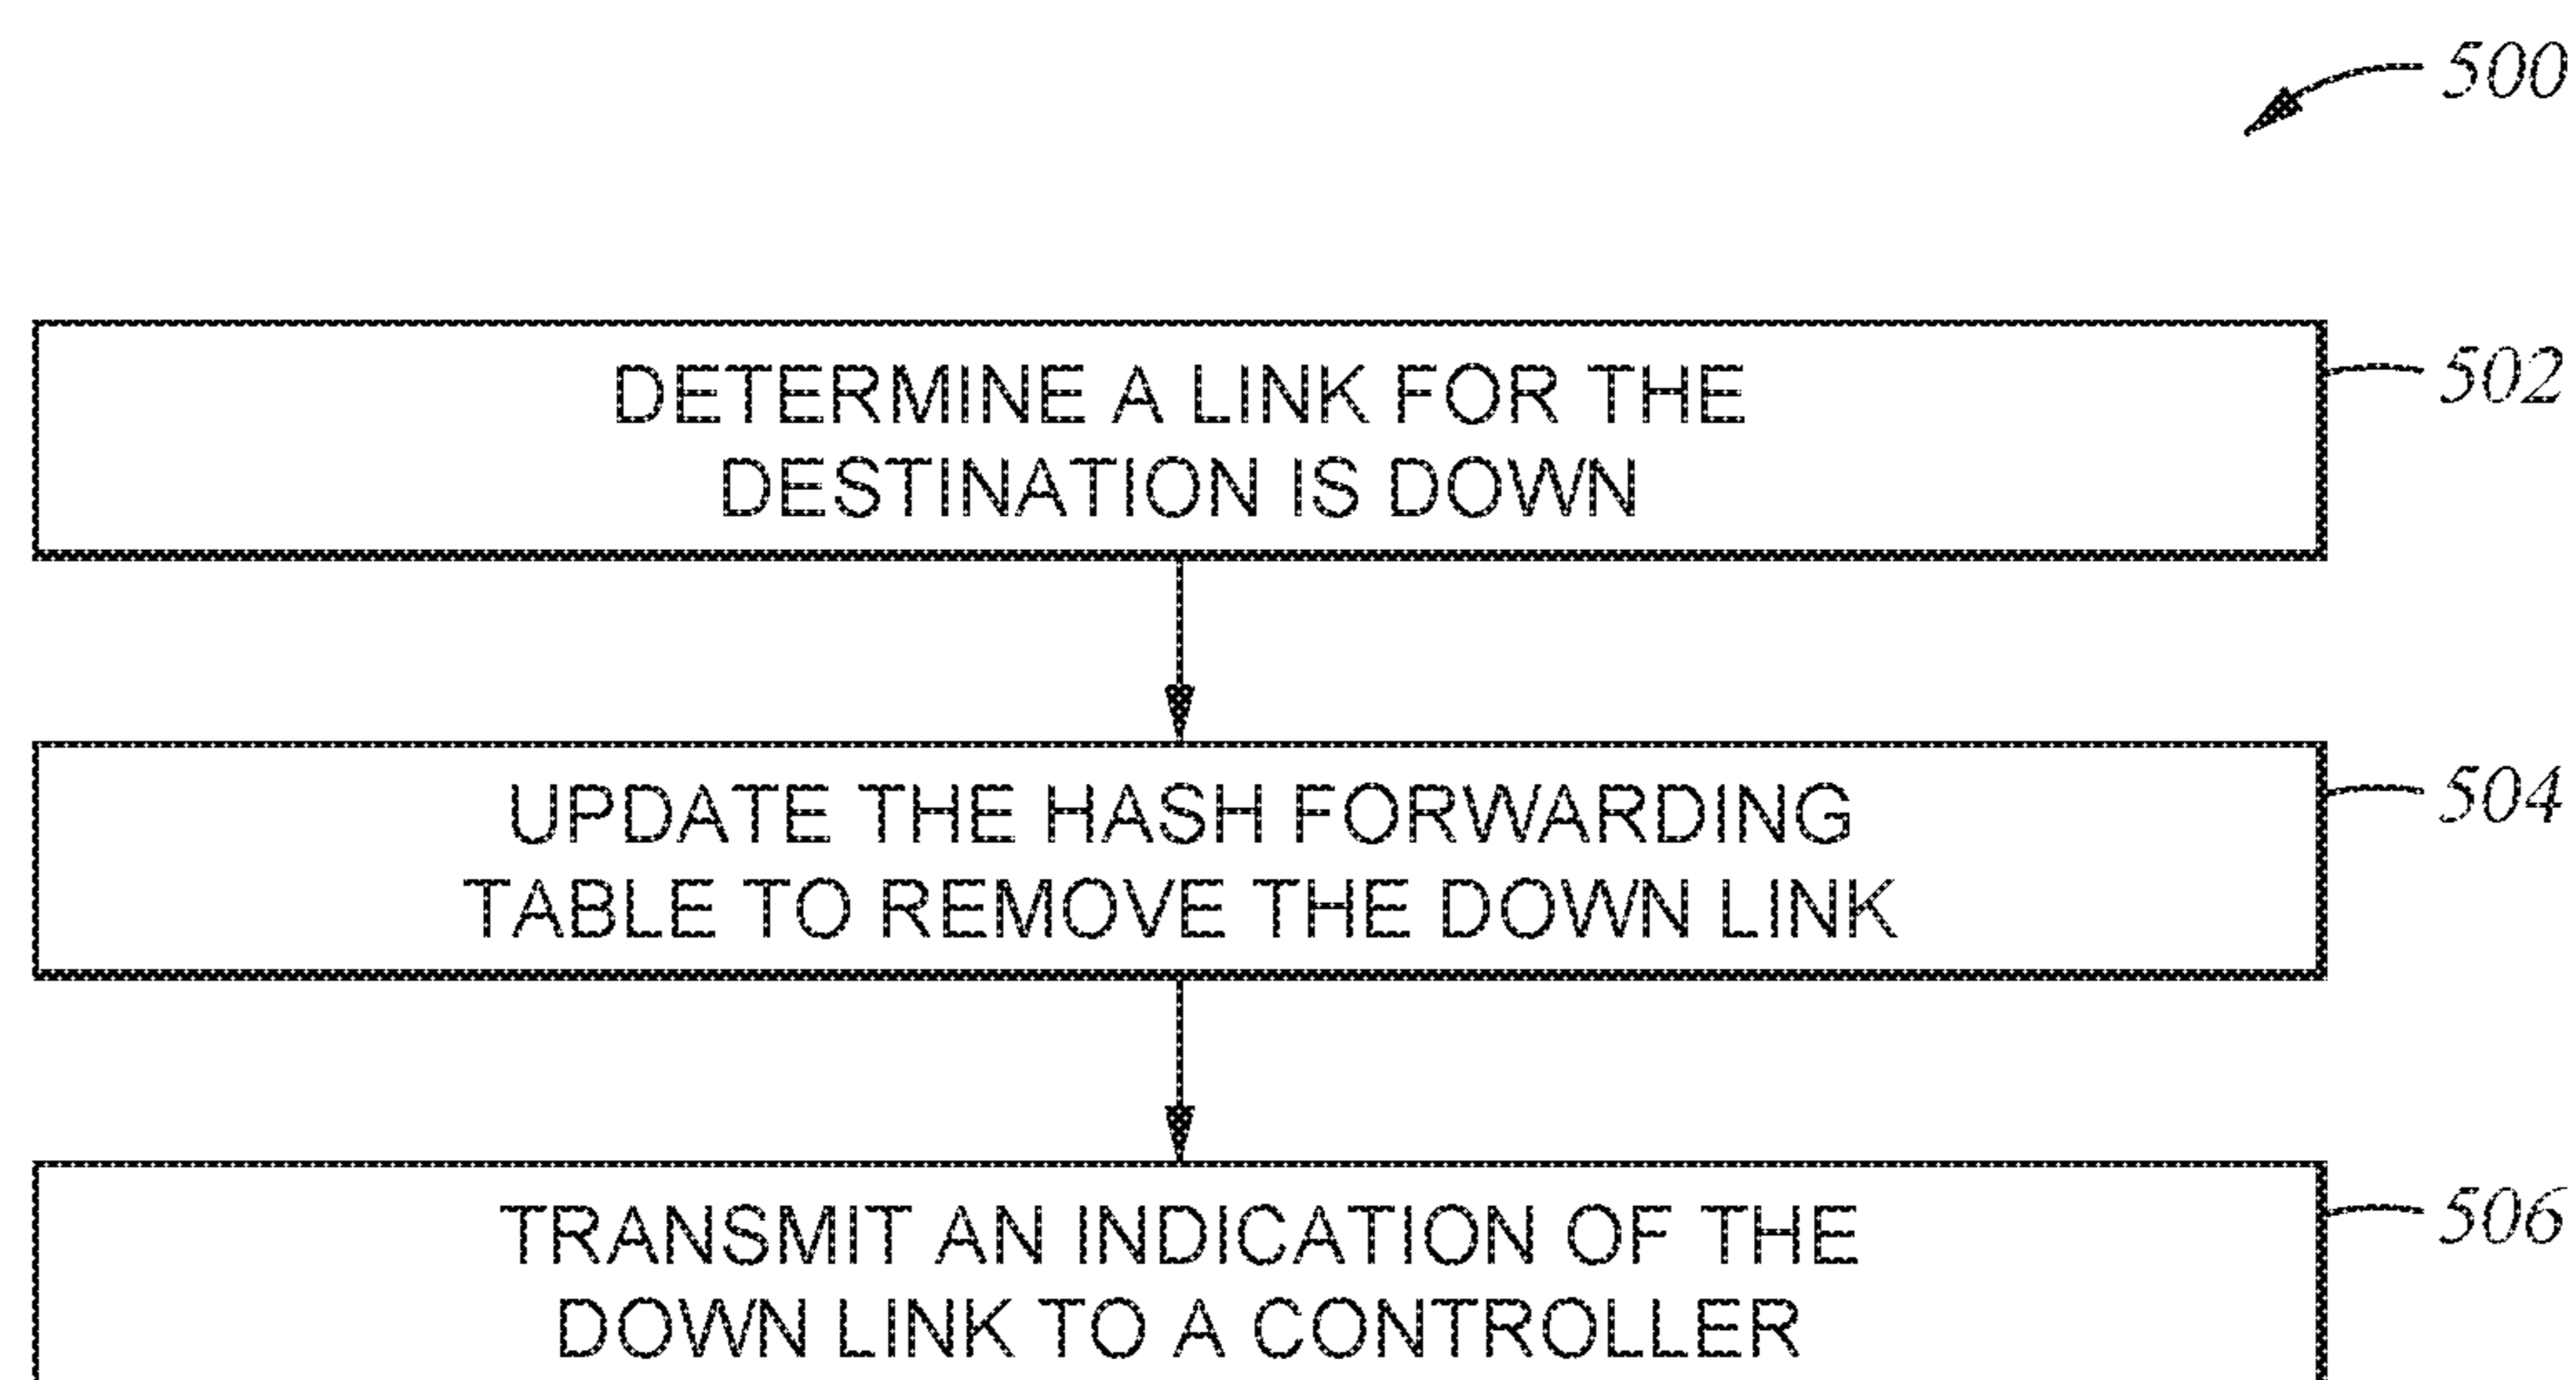 500
DETERMINE A LINK FOR THE
DESTINATION IS DOWN
502
UPDATE THE HASH FORWARDING
TABLE TO REMOVE THE DOWN LINK
504
TRANSMIT AN INDICATION OF THE
DOWN LINK TO A CONTROLLER
506